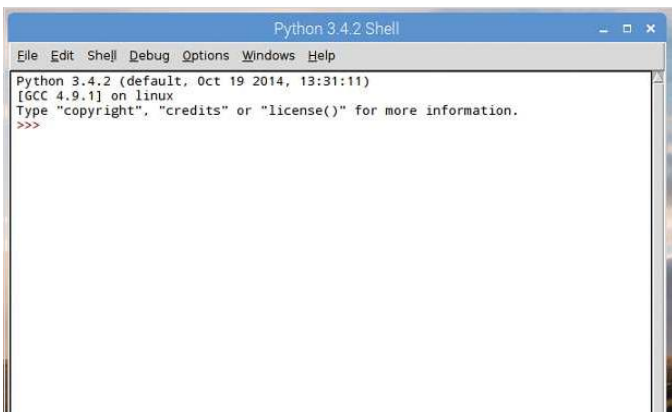 Python 3.4.2 Shell
File Edit Shell Debug Options Windows Help
Python 3.4.2 (default, Oct 19 2014, 13:31:11)
[GCC 4.9.1] on linux
Type "copyright", "credits" or "license()" for more information.
>>>